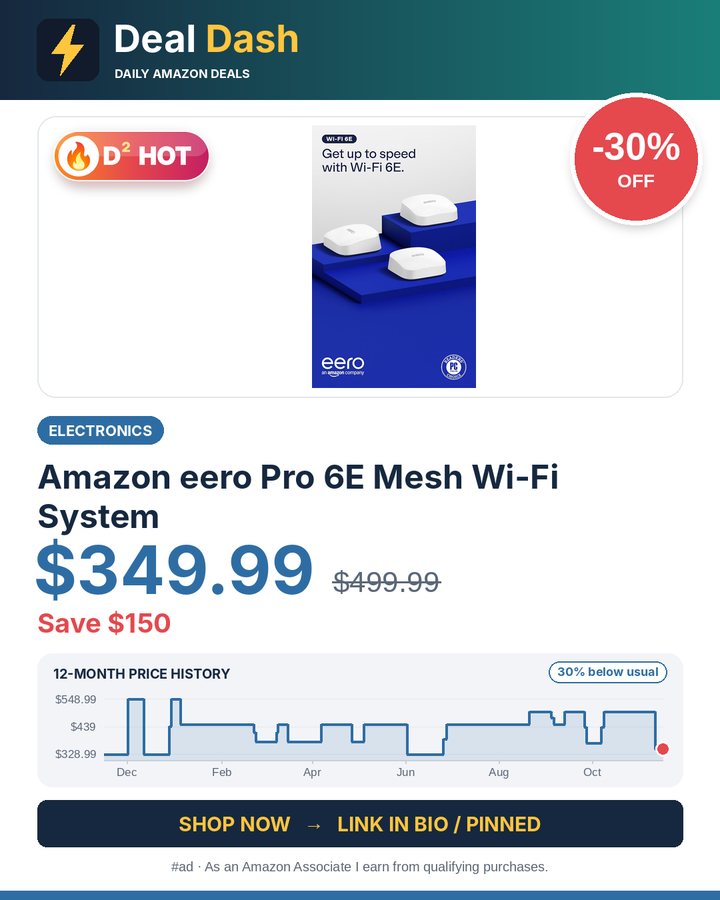 Deal Dash
DAILY AMAZON DEALS
-30%
OFF
D² HOT
WI-FI 6E
Get up to speed
with Wi-Fi 6E.
eero
an amazon company
PC
ELECTRONICS
Amazon eero Pro 6E Mesh Wi-Fi
System
$349.99 $499.99
Save $150
12-MONTH PRICE HISTORY
30% below usual
$548.99
$439
$328.99
Dec Feb Apr Jun Aug Oct
SHOP NOW → LINK IN BIO / PINNED
#ad · As an Amazon Associate I earn from qualifying purchases.